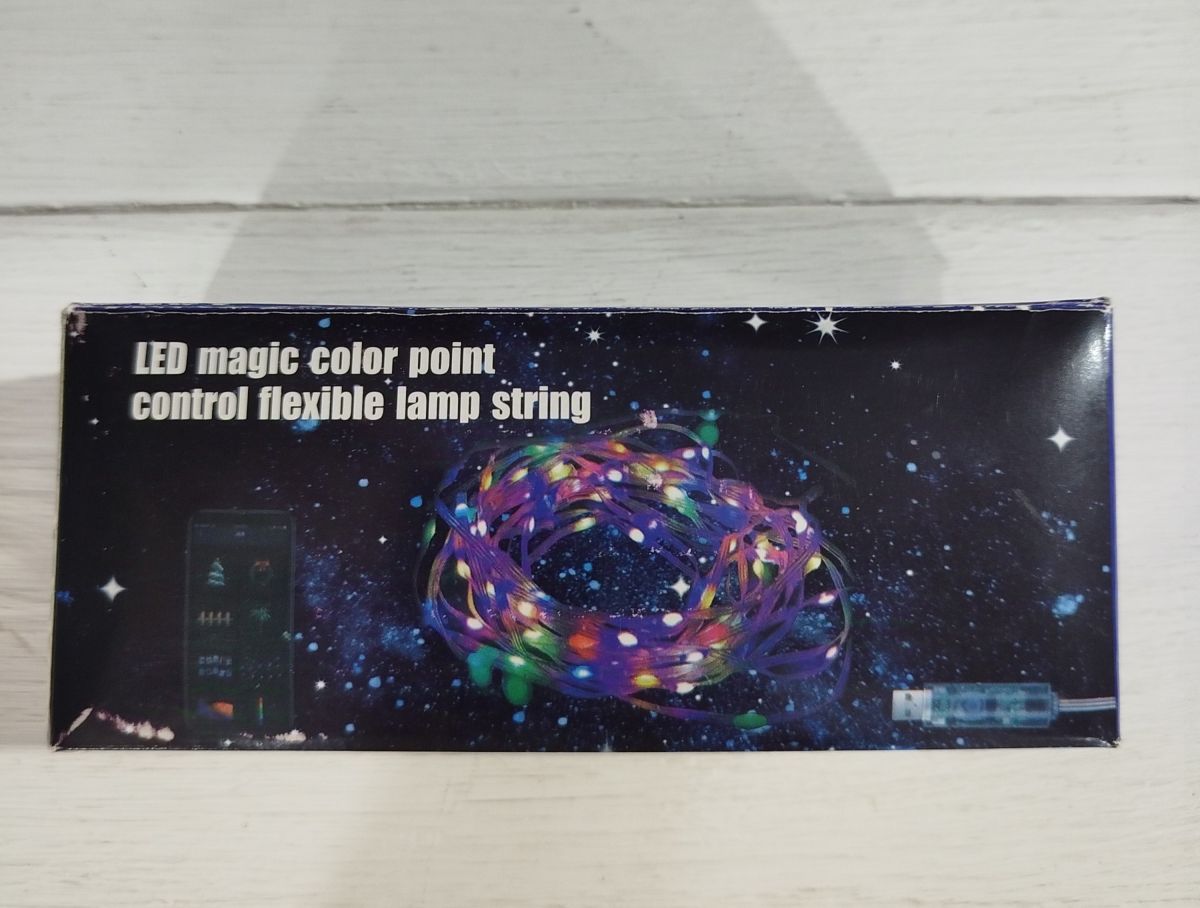 LED magic color point
control flexible lamp string